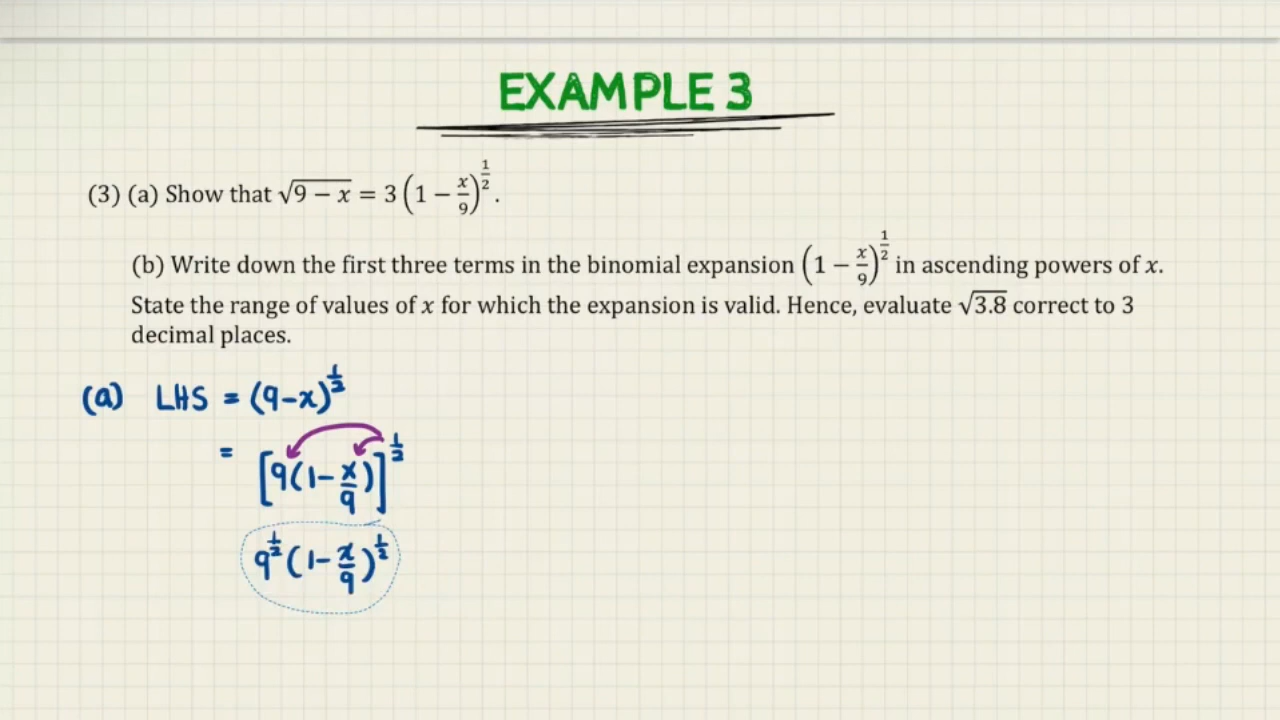 EXAMPLE 3
(3) (a) Show that √(9 − x) = 3(1 − x/9)^(1/2).
(b) Write down the first three terms in the binomial expansion (1 − x/9)^(1/2) in ascending powers of x.
State the range of values of x for which the expansion is valid. Hence, evaluate √3.8 correct to 3
decimal places.
(a) LHS = (9-x)^(1/2)
= [9(1-x/9)]^(1/2)
9^(1/2)(1-x/9)^(1/2)